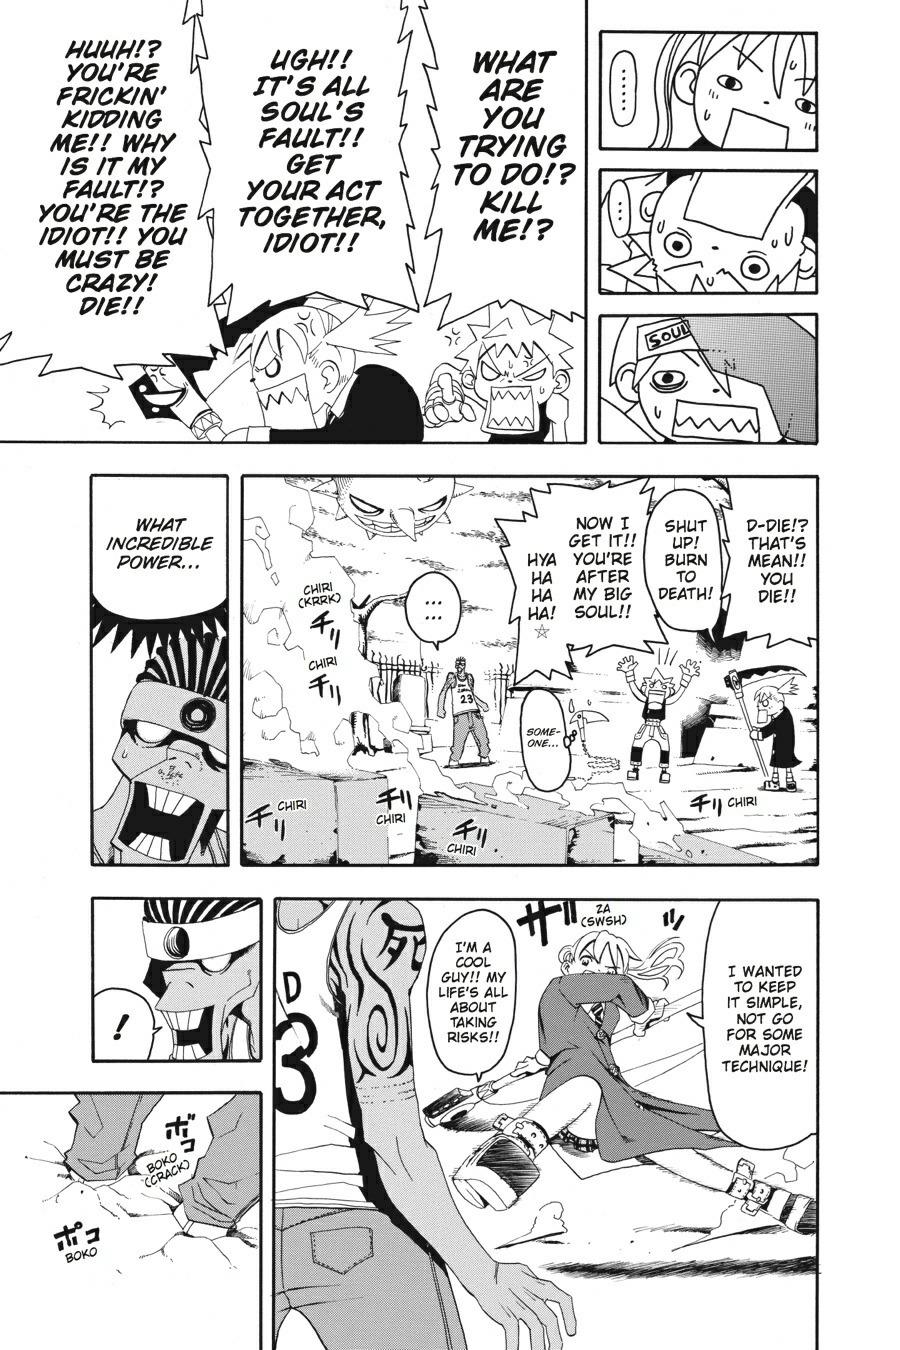 ......
...
SOUL
WHAT
ARE
YOU
TRYING
TO DO!?
KILL
ME!?
UGH!!
IT'S ALL
SOUL'S
FAULT!!
GET
YOUR ACT
TOGETHER,
IDIOT!!
HUUH!?
YOU'RE
FRICKIN'
KIDDING
ME!! WHY
IS IT MY
FAULT!?
YOU'RE THE
IDIOT!! YOU
MUST BE
CRAZY!
DIE!!
D-DIE!?
THAT'S
MEAN!!
YOU
DIE!!
SHUT
UP!
BURN
TO
DEATH!
NOW I
GET IT!!
YOU'RE
AFTER
MY BIG
SOUL!!
HYA
HA
HA
HA!
☆
SOME-
ONE...
...
...
23
チリ
CHIRI
(KRRK)
チリ
CHIRI
チリ
CHIRI
チリ
CHIRI
チリ
CHIRI
チリ
CHIRI
WHAT
INCREDIBLE
POWER...
I WANTED
TO KEEP
IT SIMPLE,
NOT GO
FOR SOME
MAJOR
TECHNIQUE!
ザッ
ZA
(SWSH)
I'M A
COOL
GUY!! MY
LIFE'S ALL
ABOUT
TAKING
RISKS!!
死
D
3
!
ボコ
BOKO
(CRACK)
ボコ
BOKO